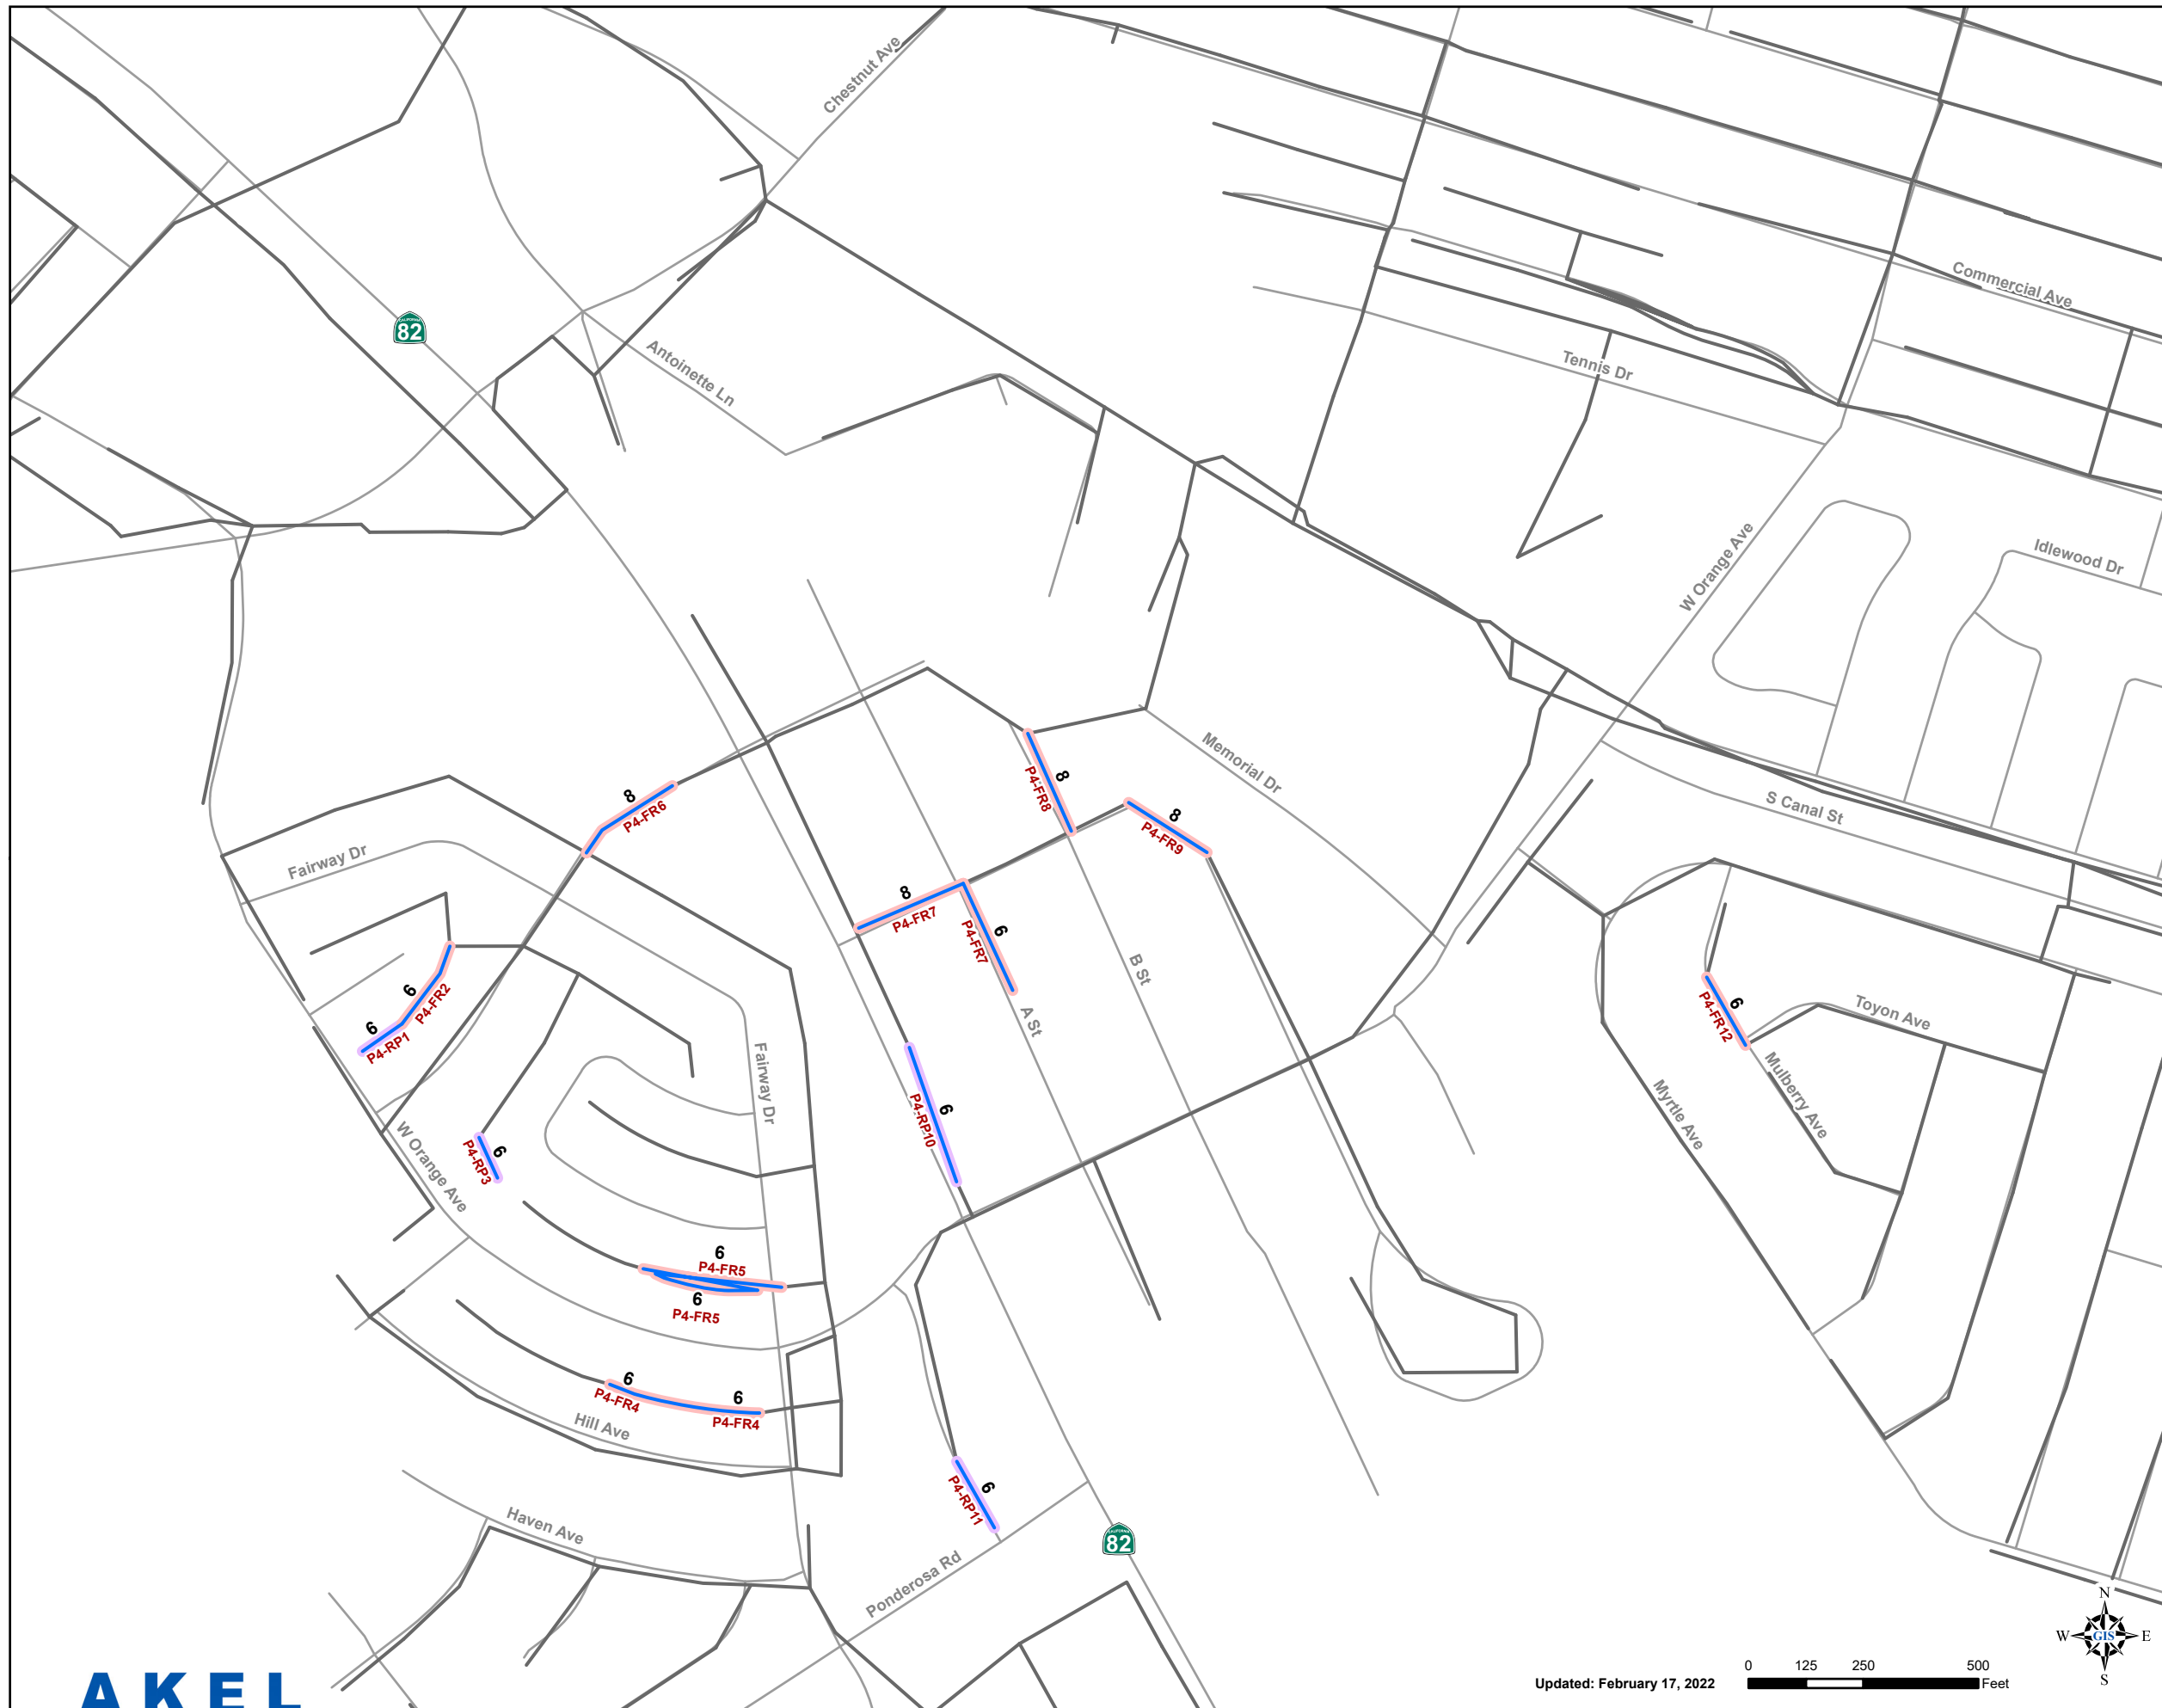 Chestnut Ave
CALIFORNIA
82
Antoinette Ln
Commercial Ave
Tennis Dr
W Orange Ave
Idlewood Dr
Memorial Dr
S Canal St
8
P4-FR6
8
P4-FR8
8
P4-FR9
Fairway Dr
8
P4-FR7
6
P4-FR7
B St
A St
6
P4-FR2
6
P4-RP1
6
P4-FR12
Toyon Ave
Mulberry Ave
Myrtle Ave
Fairway Dr
6
P4-RP10
W Orange Ave
6
P4-RP3
6
P4-FR5
6
P4-FR5
6
P4-FR4
6
P4-FR4
Hill Ave
6
P4-RP11
Haven Ave
CALIFORNIA
82
Ponderosa Rd
N
W GIS E
S
0 125 250 500
Feet
Updated: February 17, 2022
AKEL